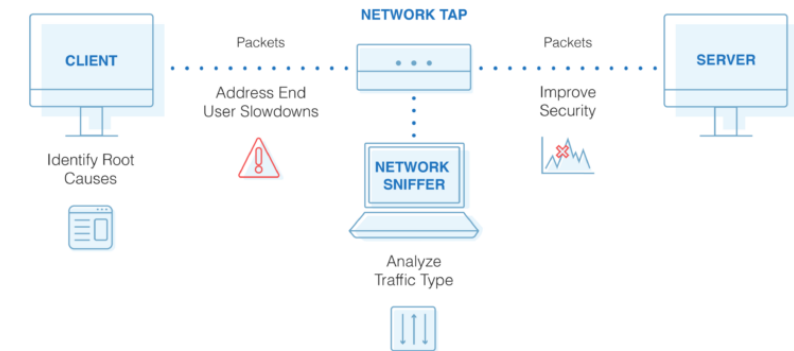 NETWORK TAP
CLIENT
Packets
Packets
SERVER
Address End
User Slowdowns
Improve
Security
Identify Root
Causes
NETWORK
SNIFFER
Analyze
Traffic Type